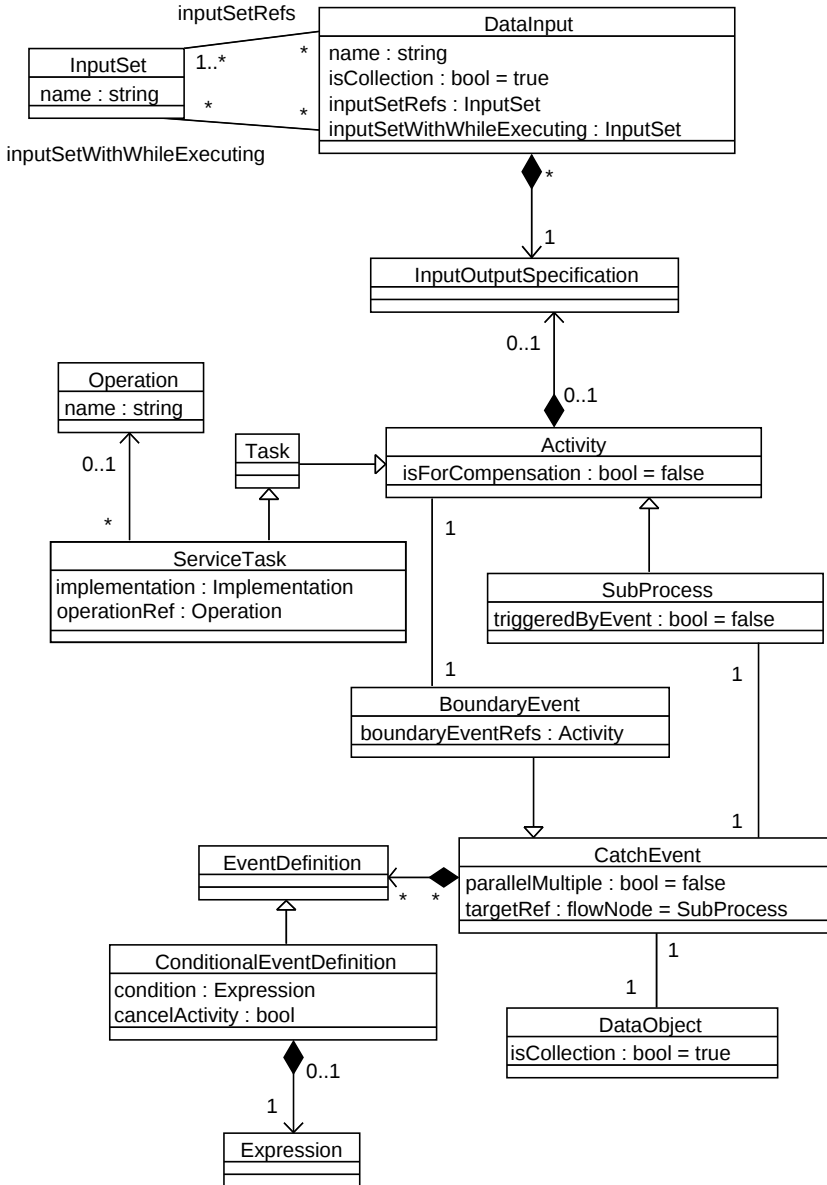 inputSetRefs
DataInput
name : string
isCollection : bool = true
inputSetRefs : InputSet
inputSetWithWhileExecuting : InputSet
InputSet
name : string
1..*
*
*
*
inputSetWithWhileExecuting
*
1
InputOutputSpecification
0..1
0..1
Operation
name : string
0..1
*
Task
Activity
isForCompensation : bool = false
1
ServiceTask
implementation : Implementation
operationRef : Operation
SubProcess
triggeredByEvent : bool = false
1
1
BoundaryEvent
boundaryEventRefs : Activity
1
EventDefinition
*
*
CatchEvent
parallelMultiple : bool = false
targetRef : flowNode = SubProcess
1
1
ConditionalEventDefinition
condition : Expression
cancelActivity : bool
DataObject
isCollection : bool = true
0..1
1
Expression